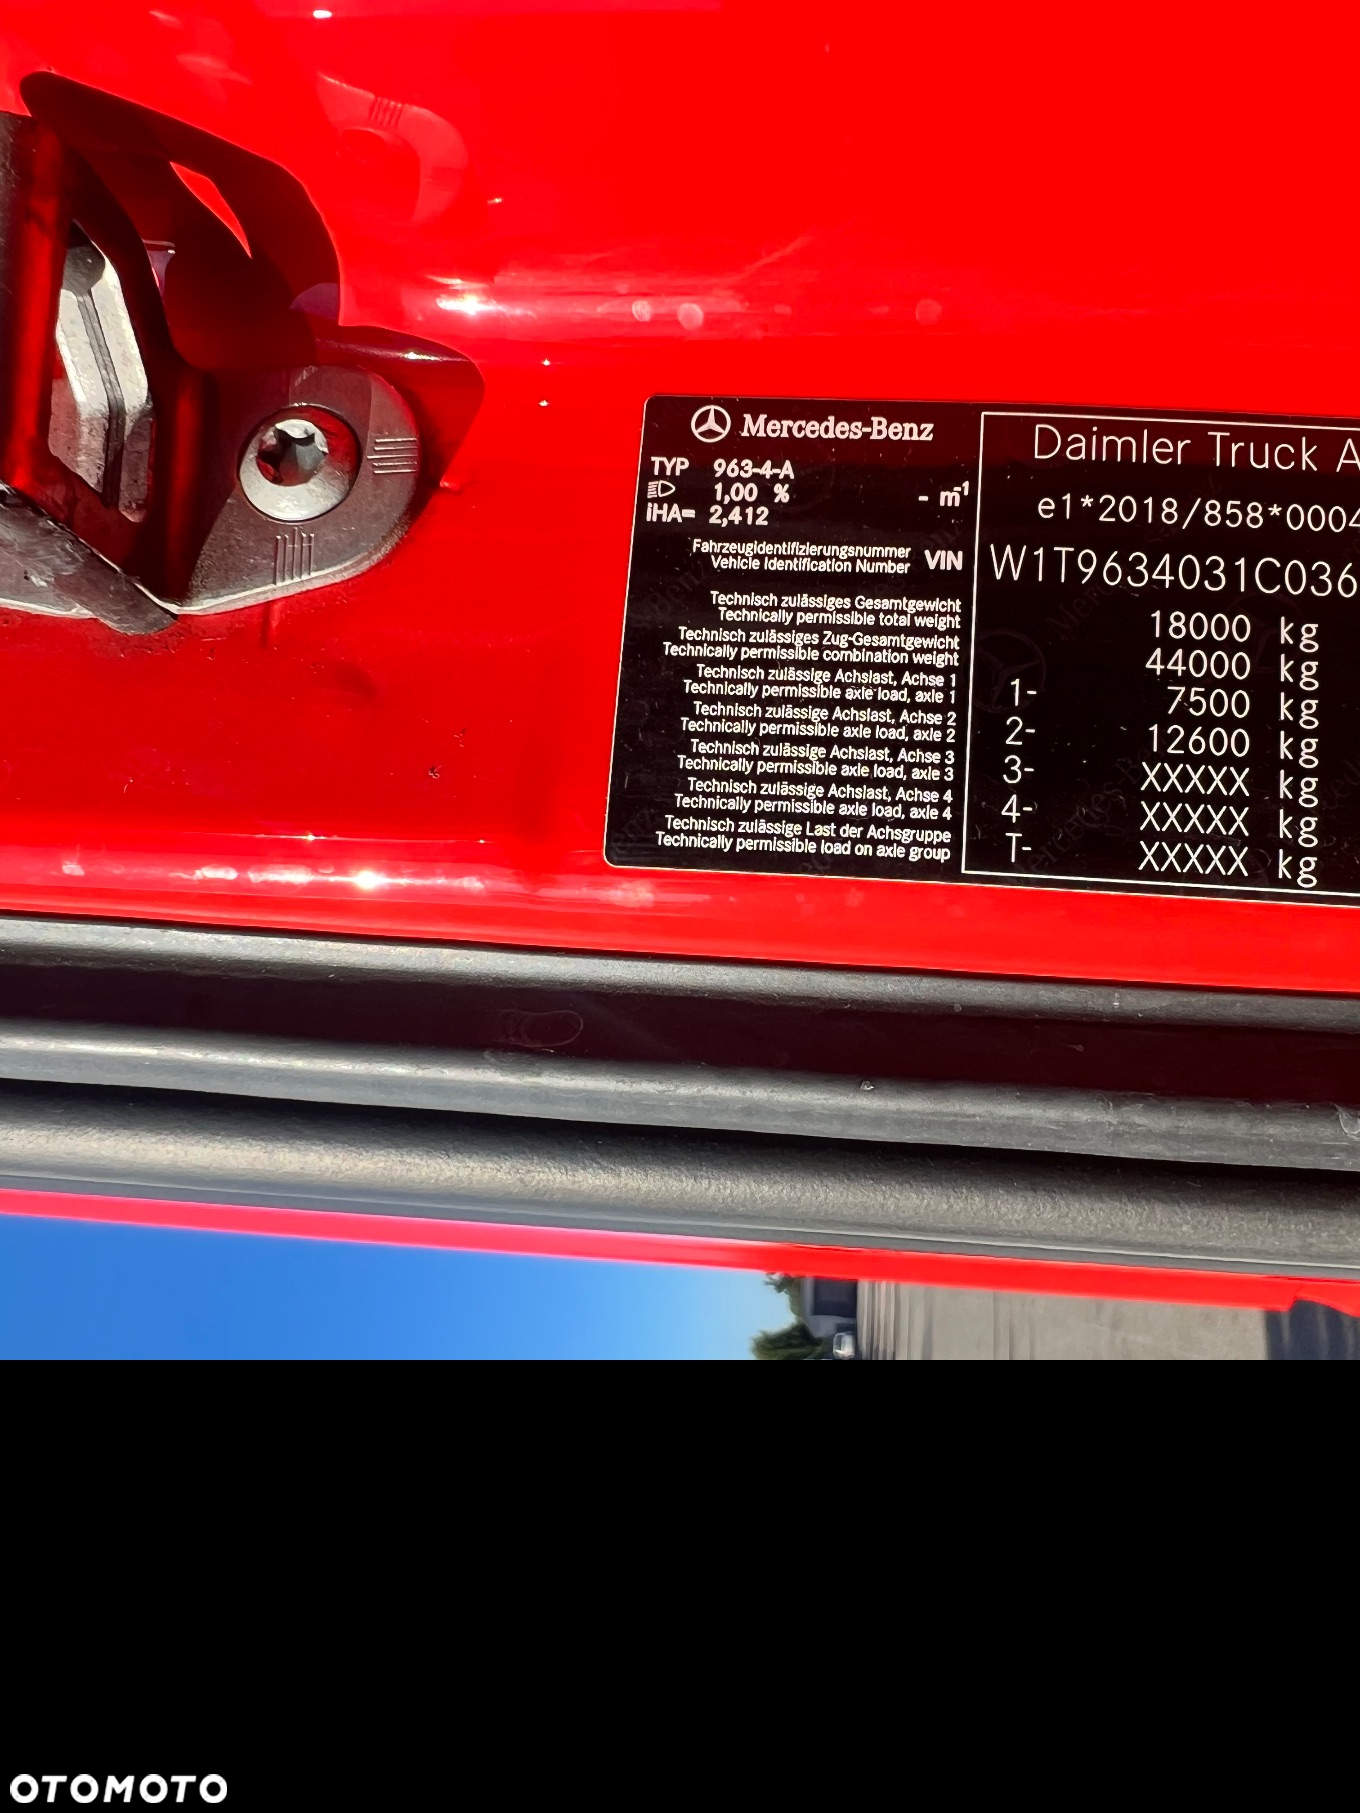 Mercedes-Benz
TYP 963-4-A
1,00 % - m⁻¹
iHA= 2,412
Daimler Truck A
e1*2018/858*0004
Fahrzeugidentifizierungsnummer
Vehicle Identification Number VIN W1T9634031C036
Technisch zulässiges Gesamtgewicht
Technically permissible total weight 18000 kg
Technisch zulässiges Zug-Gesamtgewicht
Technically permissible combination weight 44000 kg
Technisch zulässige Achslast, Achse 1
Technically permissible axle load, axle 1 1- 7500 kg
Technisch zulässige Achslast, Achse 2
Technically permissible axle load, axle 2 2- 12600 kg
Technisch zulässige Achslast, Achse 3
Technically permissible axle load, axle 3 3- XXXXX kg
Technisch zulässige Achslast, Achse 4
Technically permissible axle load, axle 4 4- XXXXX kg
Technisch zulässige Last der Achsgruppe
Technically permissible load on axle group T- XXXXX kg
OTOMOTO